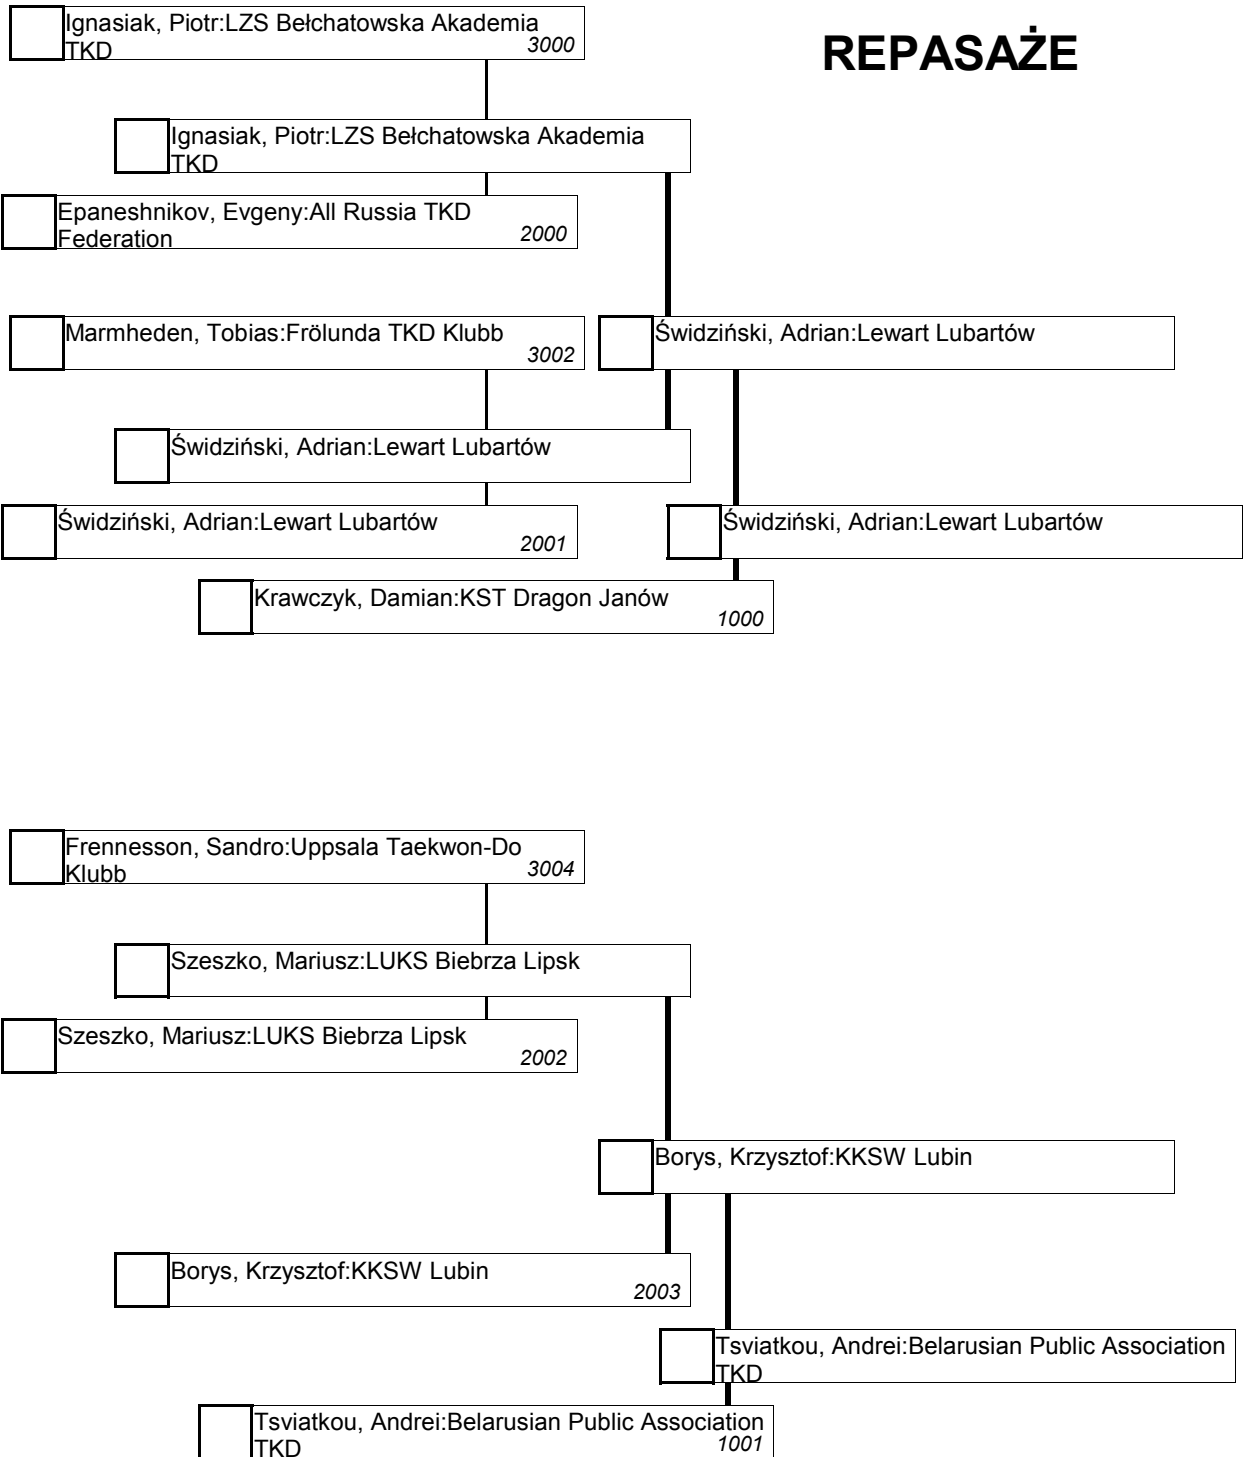 Ignasiak, Piotr:LZS Bełchatowska Akademia
TKD
3000
REPASAŻE
Ignasiak, Piotr:LZS Bełchatowska Akademia
TKD
Epaneshnikov, Evgeny:All Russia TKD
Federation
2000
Marmheden, Tobias:Frölunda TKD Klubb
3002
Świdziński, Adrian:Lewart Lubartów
Świdziński, Adrian:Lewart Lubartów
Świdziński, Adrian:Lewart Lubartów
2001
Świdziński, Adrian:Lewart Lubartów
Krawczyk, Damian:KST Dragon Janów
1000
Frennesson, Sandro:Uppsala Taekwon-Do
Klubb
3004
Szeszko, Mariusz:LUKS Biebrza Lipsk
Szeszko, Mariusz:LUKS Biebrza Lipsk
2002
Borys, Krzysztof:KKSW Lubin
Borys, Krzysztof:KKSW Lubin
2003
Tsviatkou, Andrei:Belarusian Public Association
TKD
Tsviatkou, Andrei:Belarusian Public Association
TKD
1001